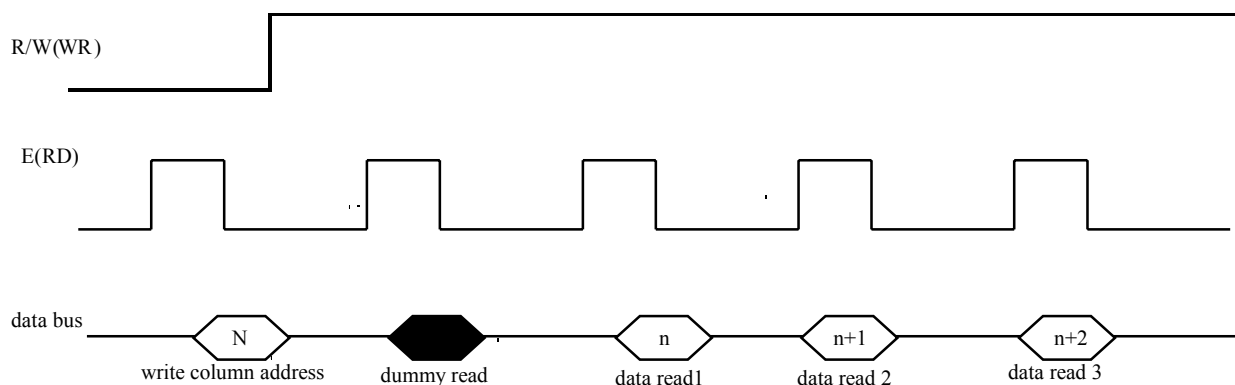 R/W(WR)
E(RD)
data bus
N
n
n+1
n+2
write column address
dummy read
data read1
data read 2
data read 3